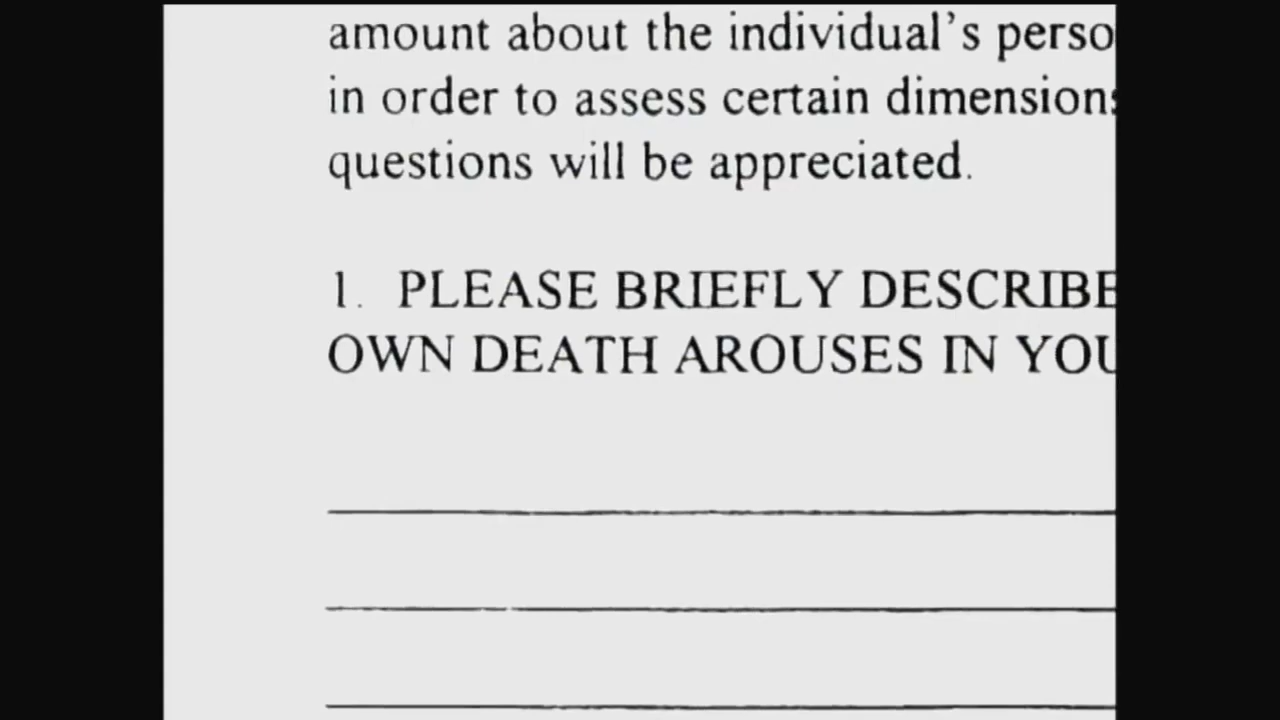 amount about the individual's perso
in order to assess certain dimensions
questions will be appreciated.
1. PLEASE BRIEFLY DESCRIBE
OWN DEATH AROUSES IN YOU